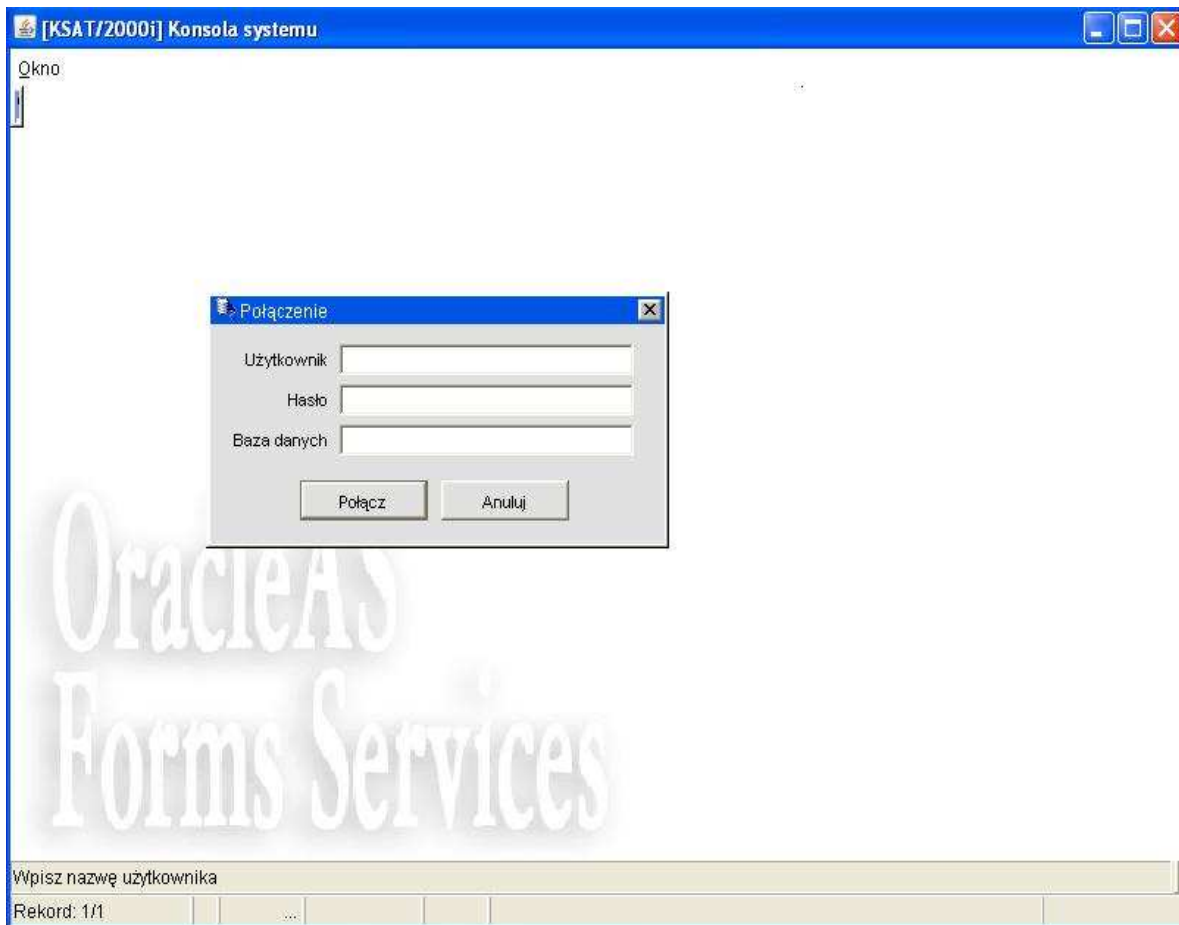 [KSAT/2000i] Konsola systemu
Okno
Połączenie
Użytkownik
Hasło
Baza danych
Połącz Anuluj
OracleAS
Forms Services
Wpisz nazwę użytkownika
Rekord: 1/1 ...